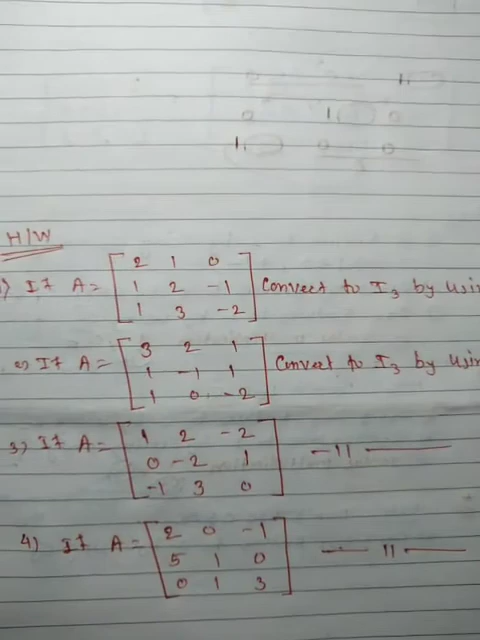 H/W
1) If A = [ 2 1 0
1 2 -1
1 3 -2 ] Convert to I3 by usin
2) If A = [ 3 2 1
1 -1 1
1 0 -2 ] Convert to I3 by usin
3) If A = [ 1 2 -2
0 -2 1
-1 3 0 ] — 11 —
4) If A = [ 2 0 -1
5 1 0
0 1 3 ] — 11 —